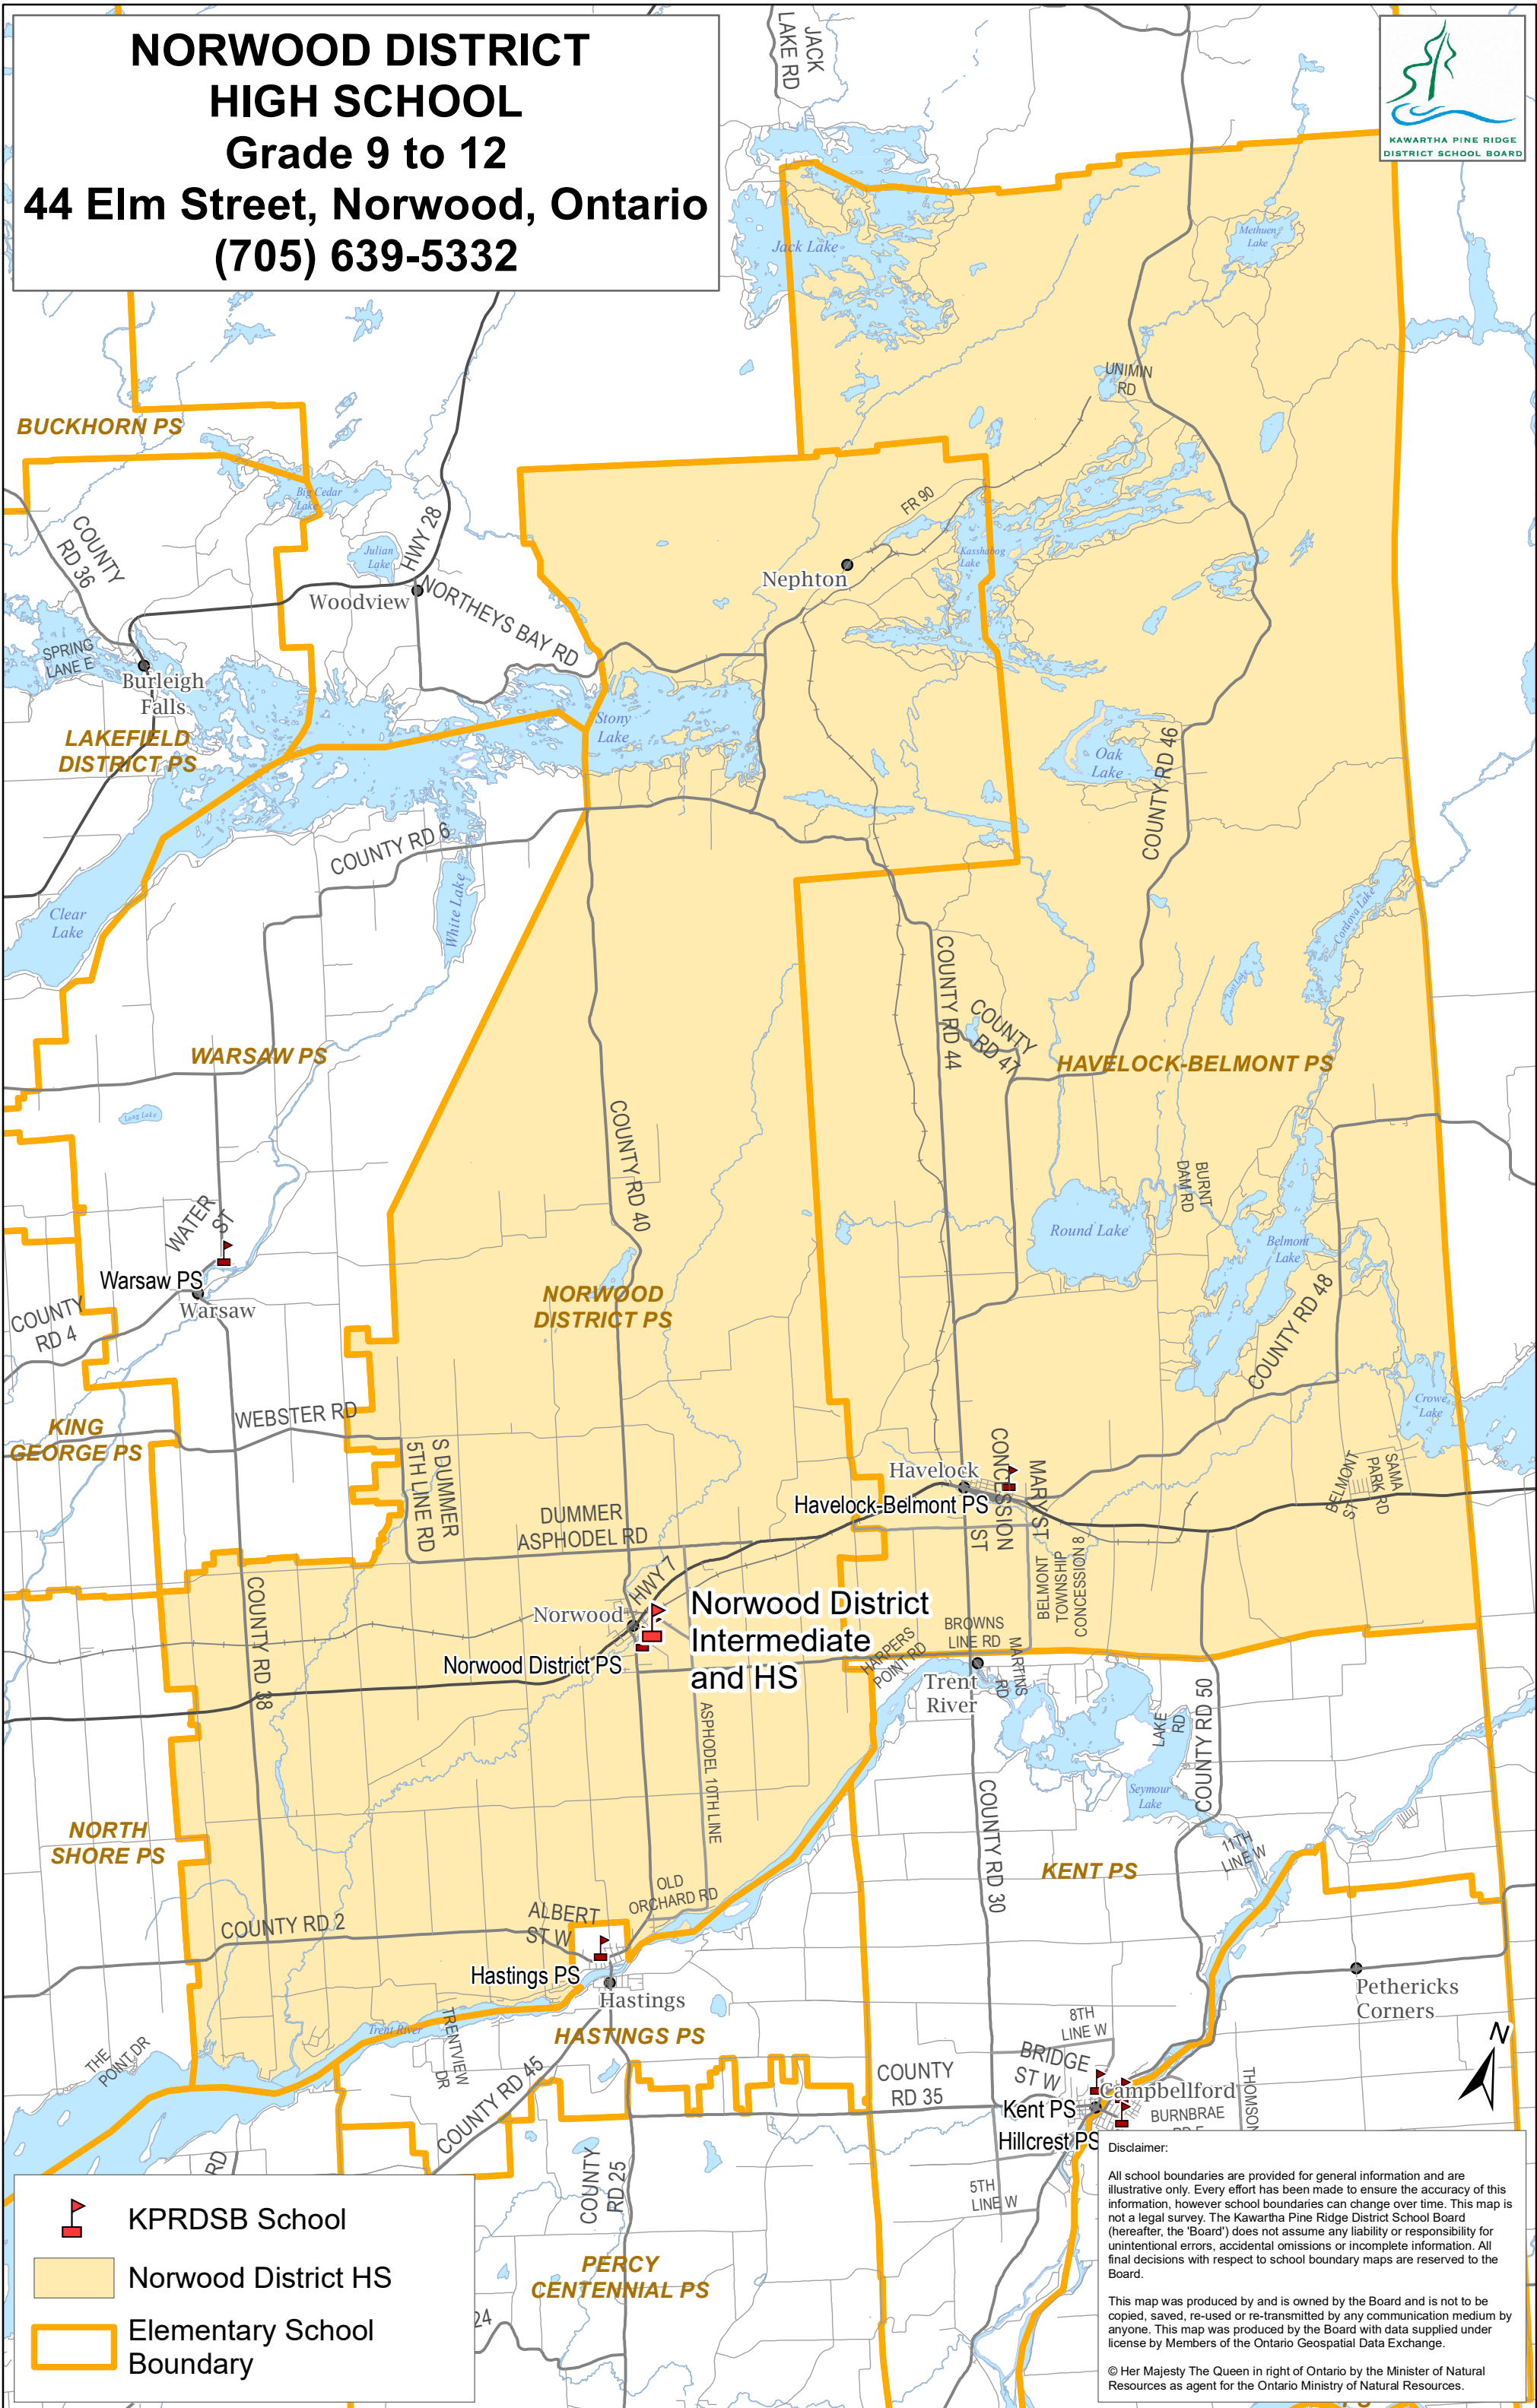 NORWOOD DISTRICT
HIGH SCHOOL
Grade 9 to 12
44 Elm Street, Norwood, Ontario
(705) 639-5332
KAWARTHA PINE RIDGE
DISTRICT SCHOOL BOARD
JACK
LAKE RD
Jack Lake
Methuen
Lake
UNIMIN
RD
BUCKHORN PS
Big Cedar
Lake
COUNTY
RD 36
HWY 28
Julian
Lake
FR 90
Kasshabog
Lake
Nephton
Woodview
NORTHEYS BAY RD
SPRING
LANE E
Burleigh
Falls
Stony
Lake
LAKEFIELD
DISTRICT PS
Oak
Lake
COUNTY RD 46
COUNTY RD 6
White Lake
Clear
Lake
Cordova Lake
COUNTY RD 44
COUNTY
RD 47
WARSAW PS
HAVELOCK-BELMONT PS
Long Lake
COUNTY RD 40
BURNT
DAM RD
WATER
ST
Round Lake
Belmont
Lake
Warsaw PS
Warsaw
COUNTY
RD 4
NORWOOD
DISTRICT PS
COUNTY RD 48
Crowe
Lake
WEBSTER RD
KING
GEORGE PS
S DUMMER
5TH LINE RD
Havelock
CONCESSION
ST
MARY ST
BELMONT
ST
SAMA
PARK RD
Havelock-Belmont PS
DUMMER
ASPHODEL RD
HWY 7
BELMONT
TOWNSHIP
CONCESSION 8
COUNTY RD 38
Norwood
Norwood District
Intermediate
and HS
Norwood District PS
BROWNS
LINE RD
HARPERS
POINT RD
MARTINS
RD
Trent
River
ASPHODEL 10TH LINE
LAKE
RD
COUNTY RD 50
Seymour
Lake
NORTH
SHORE PS
COUNTY RD 30
11TH
LINE W
KENT PS
OLD
ORCHARD RD
ALBERT
ST W
COUNTY RD 2
Hastings PS
Hastings
Pethericks
Corners
Trent River
TRENTVIEW
DR
HASTINGS PS
THE
POINT DR
8TH
LINE W
N
COUNTY RD 45
COUNTY
RD 35
BRIDGE
ST W
Campbellford
Kent PS
BURNBRAE
THOMSON
Hillcrest PS
COUNTY
RD 25
5TH
LINE W
RD
PERCY
CENTENNIAL PS
24
KPRDSB School
Norwood District HS
Elementary School
Boundary
Disclaimer:
All school boundaries are provided for general information and are
illustrative only. Every effort has been made to ensure the accuracy of this
information, however school boundaries can change over time. This map is
not a legal survey. The Kawartha Pine Ridge District School Board
(hereafter, the 'Board') does not assume any liability or responsibility for
unintentional errors, accidental omissions or incomplete information. All
final decisions with respect to school boundary maps are reserved to the
Board.
This map was produced by and is owned by the Board and is not to be
copied, saved, re-used or re-transmitted by any communication medium by
anyone. This map was produced by the Board with data supplied under
license by Members of the Ontario Geospatial Data Exchange.
© Her Majesty The Queen in right of Ontario by the Minister of Natural
Resources as agent for the Ontario Ministry of Natural Resources.